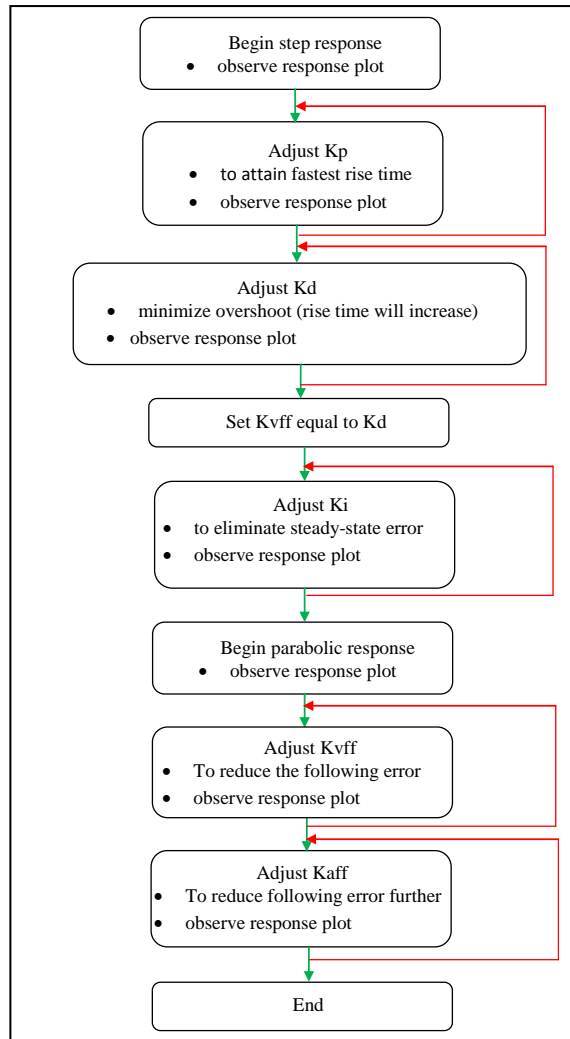 Begin step response
• observe response plot
Adjust Kp
• to attain fastest rise time
• observe response plot
Adjust Kd
• minimize overshoot (rise time will increase)
• observe response plot
Set Kvff equal to Kd
Adjust Ki
• to eliminate steady-state error
• observe response plot
Begin parabolic response
• observe response plot
Adjust Kvff
• To reduce the following error
• observe response plot
Adjust Kaff
• To reduce following error further
• observe response plot
End